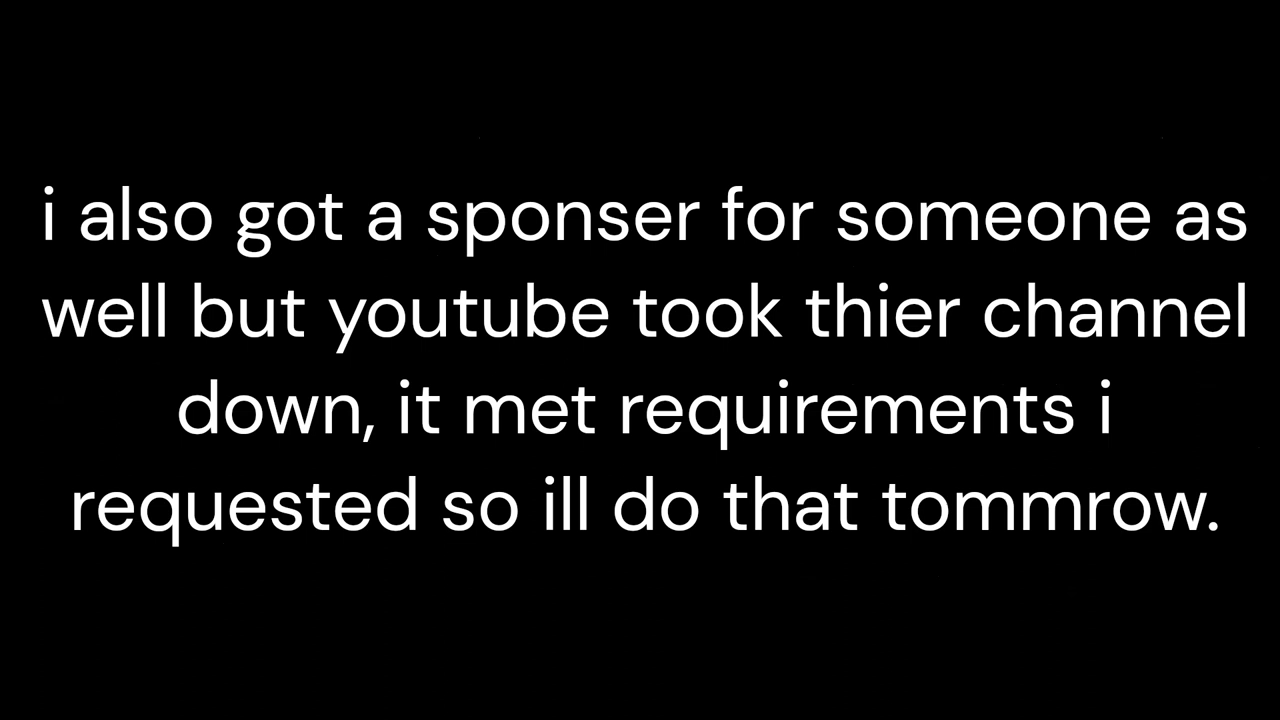 i also got a sponser for someone as
well but youtube took thier channel
down, it met requirements i
requested so ill do that tommrow.